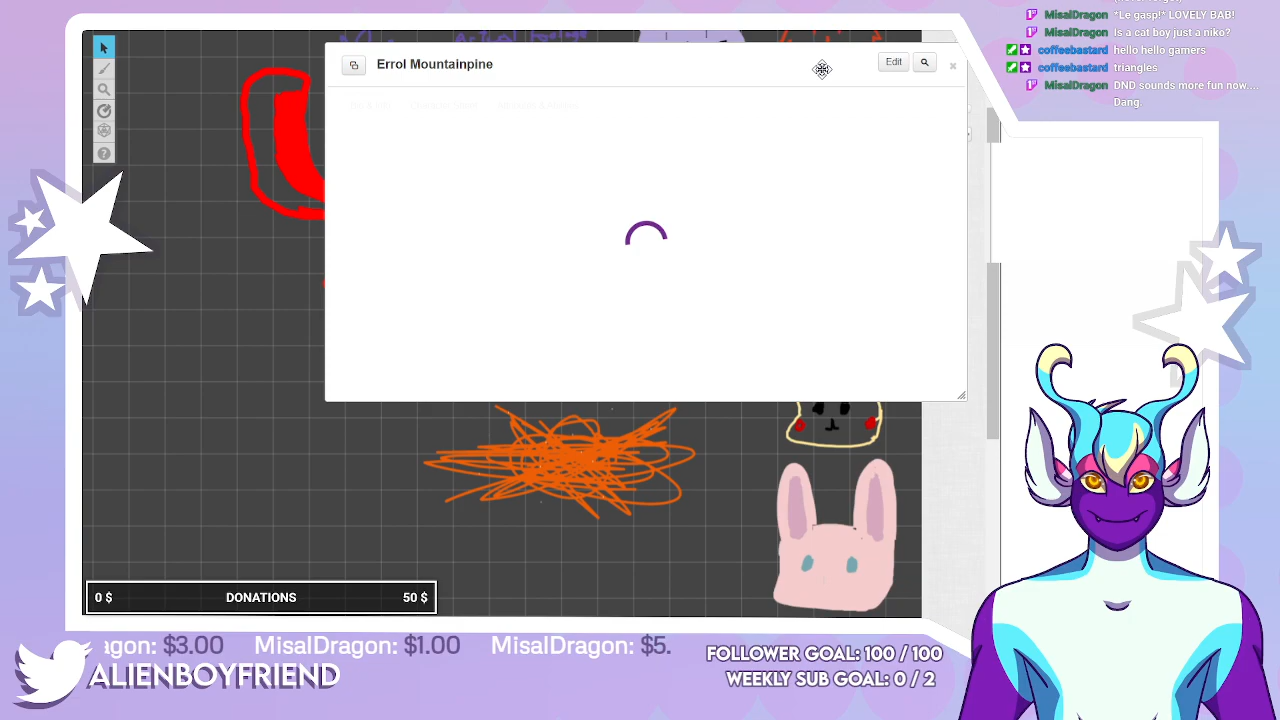 MisalDragon *Le gasp!* LOVELY BAB!
MisalDragon Is a cat boy just a niko?
coffeebastard hello hello gamers
coffeebastard triangles
MisalDragon DND sounds more fun now....
Dang.
Errol Mountainpine
Edit
0 $ DONATIONS 50 $
agon: $3.00 MisalDragon: $1.00 MisalDragon: $5.
ALIENBOYFRIEND
FOLLOWER GOAL: 100 / 100
WEEKLY SUB GOAL: 0 / 2